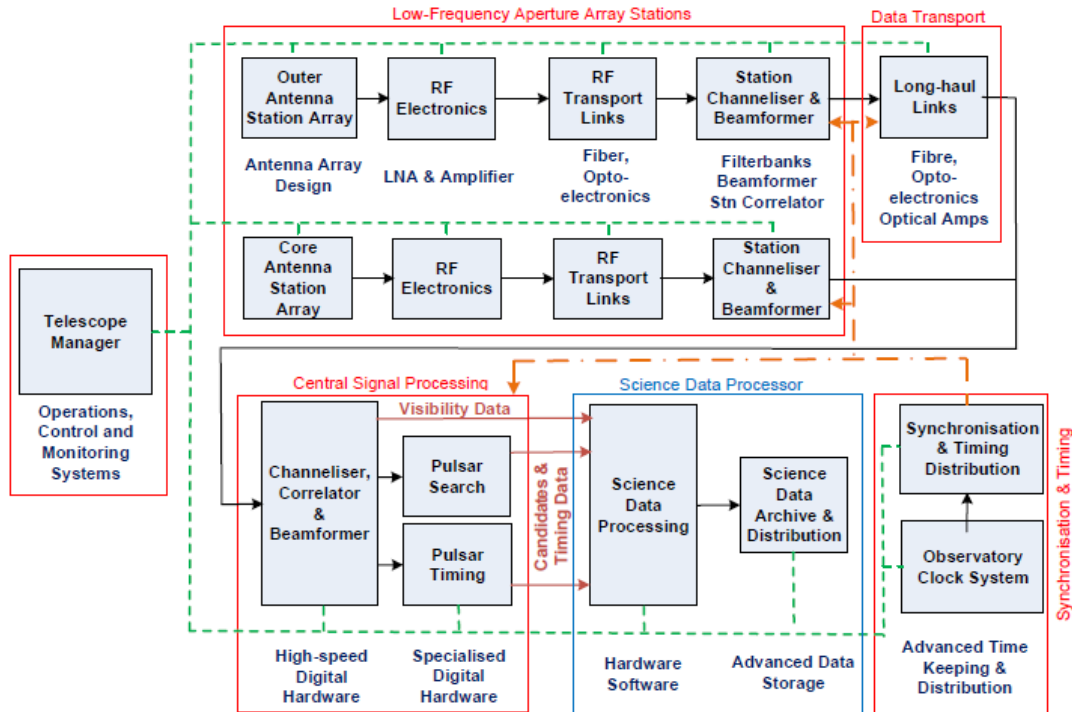 Low-Frequency Aperture Array Stations
Data Transport
Outer
Antenna
Station Array
RF
Electronics
RF
Transport
Links
Station
Channeliser &
Beamformer
Long-haul
Links
Antenna Array
Design
LNA & Amplifier
Fiber,
Opto-
electronics
Filterbanks
Beamformer
Stn Correlator
Fibre,
Opto-
electronics
Optical Amps
Core
Antenna
Station
Array
RF
Electronics
RF
Transport
Links
Station
Channeliser
&
Beamformer
Telescope
Manager
Operations,
Control and
Monitoring
Systems
Central Signal Processing
Science Data Processor
Visibility Data
Channeliser,
Correlator
&
Beamformer
Pulsar
Search
Pulsar
Timing
Candidates &
Timing Data
Science
Data
Processing
Science
Data
Archive &
Distribution
Synchronisation
& Timing
Distribution
Observatory
Clock System
Synchronisation & Timing
High-speed
Digital
Hardware
Specialised
Digital
Hardware
Hardware
Software
Advanced Data
Storage
Advanced Time
Keeping &
Distribution